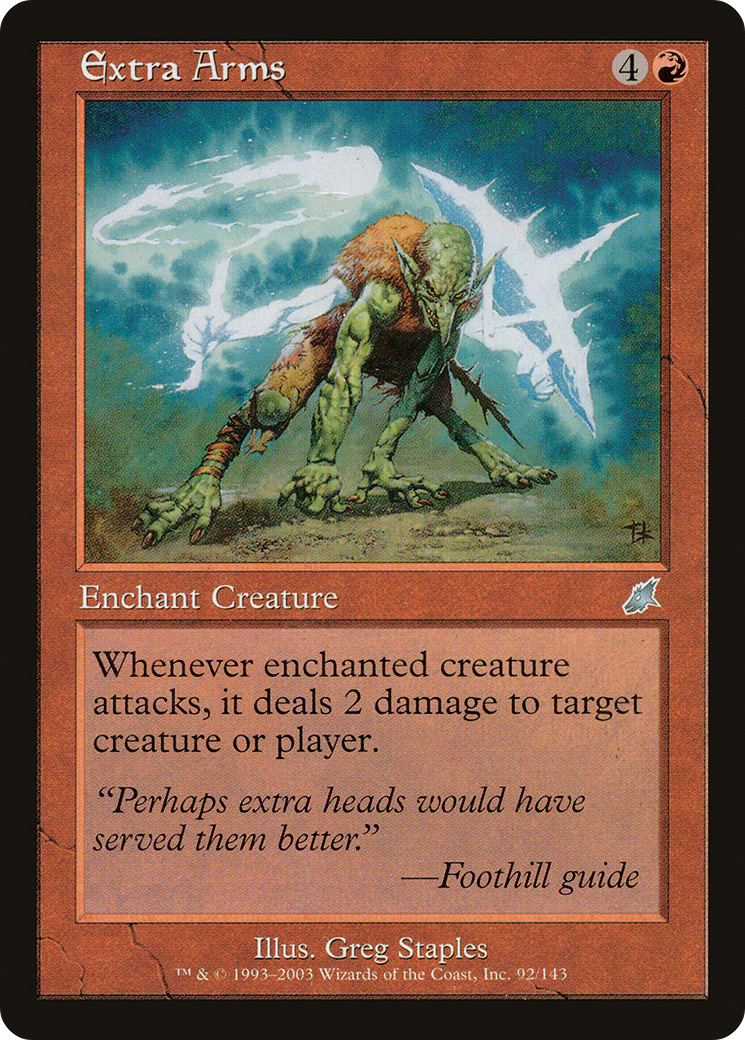 Extra Arms
4
Enchant Creature
Whenever enchanted creature
attacks, it deals 2 damage to target
creature or player.
“Perhaps extra heads would have
served them better.”
—Foothill guide
Illus. Greg Staples
™ & © 1993–2003 Wizards of the Coast, Inc. 92/143